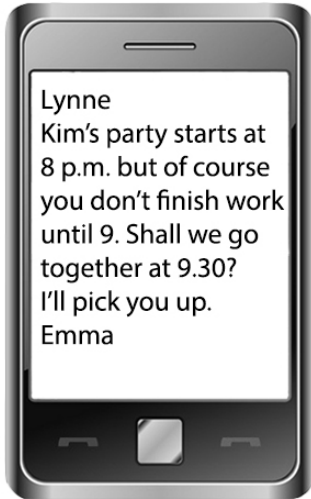 Lynne
Kim's party starts at
8 p.m. but of course
you don't finish work
until 9. Shall we go
together at 9.30?
I'll pick you up.
Emma